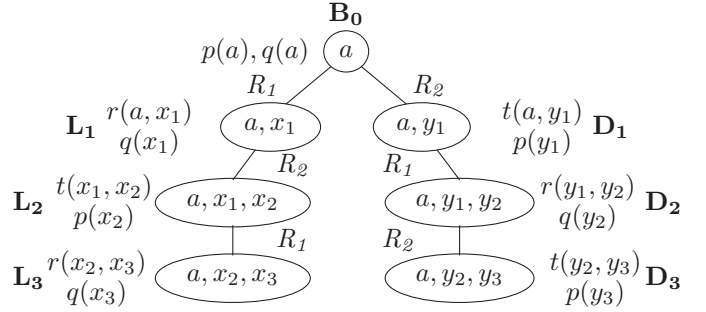 B₀
p(a), q(a) a
R₁ R₂
L₁ r(a, x₁) q(x₁) a, x₁ a, y₁ t(a, y₁) p(y₁) D₁
R₂ R₁
L₂ t(x₁, x₂) p(x₂) a, x₁, x₂ a, y₁, y₂ r(y₁, y₂) q(y₂) D₂
R₁ R₂
L₃ r(x₂, x₃) q(x₃) a, x₂, x₃ a, y₂, y₃ t(y₂, y₃) p(y₃) D₃